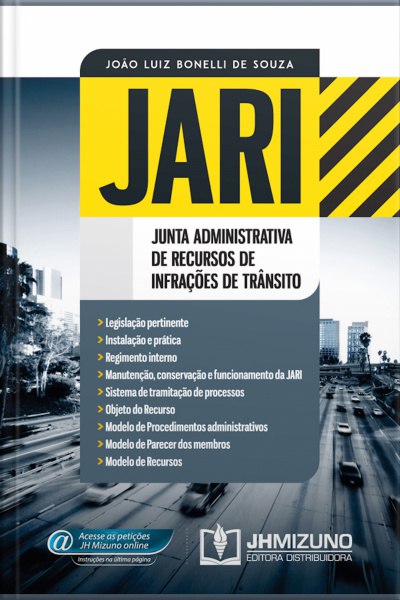 JOÃO LUIZ BONELLI DE SOUZA
JARI
JUNTA ADMINISTRATIVA
DE RECURSOS DE
INFRAÇÕES DE TRÂNSITO
> Legislação pertinente
> Instalação e prática
> Regimento interno
> Manutenção, conservação e funcionamento da JARI
> Sistema de tramitação de processos
> Objeto do Recurso
> Modelo de Procedimentos administrativos
> Modelo de Parecer dos membros
> Modelo de Recursos
@ Acesse as petições
JH Mizuno online
Instruções na última página
JHMIZUNO
EDITORA DISTRIBUIDORA